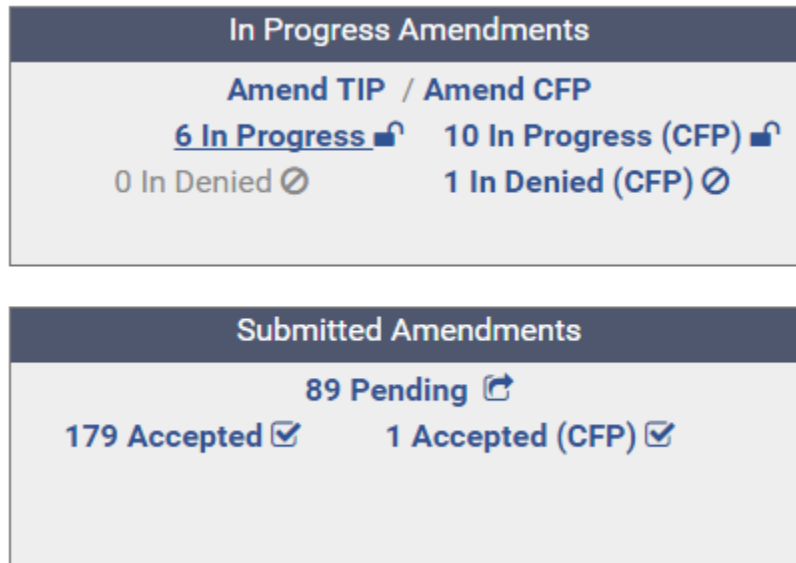 In Progress Amendments
Amend TIP / Amend CFP
6 In Progress 10 In Progress (CFP)
0 In Denied 1 In Denied (CFP)
Submitted Amendments
89 Pending
179 Accepted 1 Accepted (CFP)